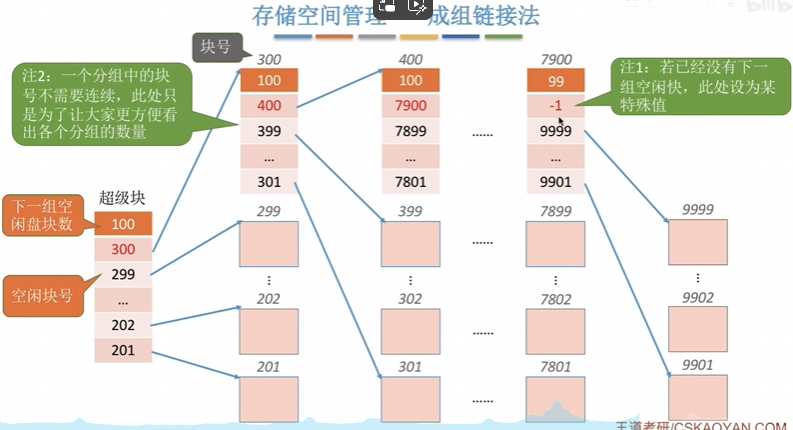 存储空间管理 成组链接法
块号
300
100
400
399
...
301
400
100
7900
7899
...
7801
......
7900
99
-1
9999
...
9901
注2：一个分组中的块
号不需要连续，此处只
是为了让大家更方便看
出各个分组的数量
注1：若已经没有下一
组空闲快，此处设为某
特殊值
超级块
下一组空
闲盘块数
空闲块号
100
300
299
...
202
201
299
399
......
7899
9999
202
302
......
7802
9902
201
301
......
7801
9901
王道考研/CSKAOYAN.COM